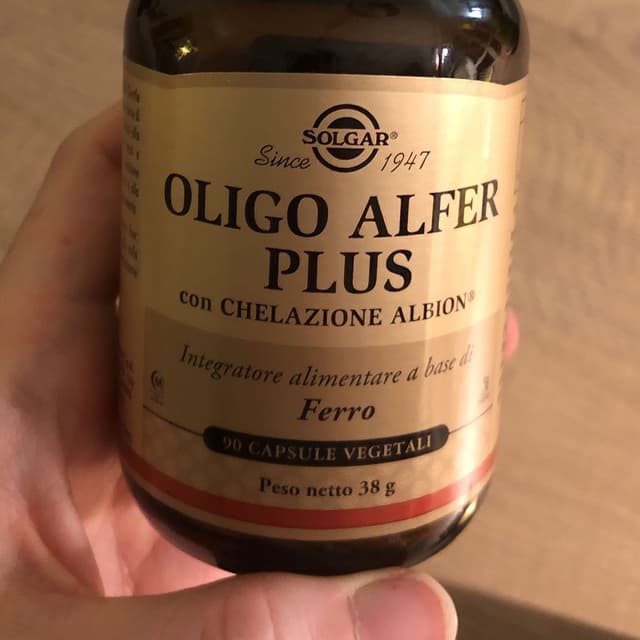 SOLGAR®
Since 1947
OLIGO ALFER
PLUS
con CHELAZIONE ALBION®
Integratore alimentare a base di
Ferro
90 CAPSULE VEGETALI
Peso netto 38 g